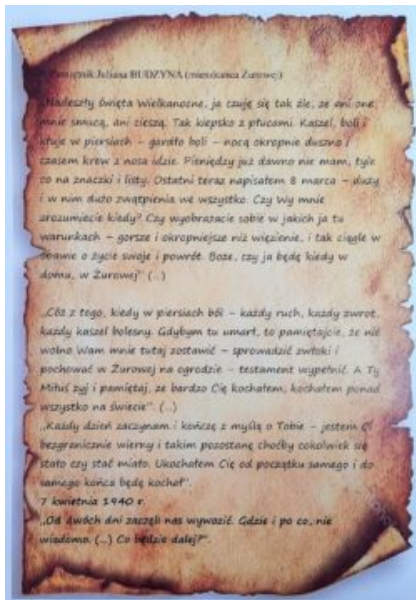 Pamiętnik Juliana BUDZYNA (mieszkańca Żurowej)
„Nadeszły święta Wielkanocne, ja czuję się tak źle, że ani one
mnie smucą, ani cieszą. Tak kiepsko z płucami. Kaszel, boli i
kłuje w piersiach – gardło boli – nocą okropnie duszno i
czasem krew z nosa idzie. Pieniędzy już dawno nie mam, tyle
co na znaczki i listy. Ostatni teraz napisałem 8 marca – duży
i w nim dużo zwątpienia we wszystko. Czy Wy mnie
zrozumiecie kiedy? Czy wyobrażacie sobie w jakich ja tu
warunkach – gorsze i okropniejsze niż więzienie, i tak ciągle w
obawie o życie swoje i powrót. Boże, czy ja będę kiedy w
domu, w Żurowej” (...)
„Cóż z tego, kiedy w piersiach ból – każdy ruch, każdy zwrot,
każdy kaszel bolesny. Gdybym tu umarł, to pamiętajcie, że nie
wolno Wam mnie tutaj zostawić – sprowadzić zwłoki i
pochować w Żurowej na ogrodzie – testament wypełnić. A Ty
Mituś żyj i pamiętaj, że bardzo Cię kochałem, kochałem ponad
wszystko na świecie”. (...)
„Każdy dzień zaczynam i kończę z myślą o Tobie – jestem Ci
bezgranicznie wierny i takim pozostanę choćby cokolwiek się
stało czy stać miało. Ukochałem Cię od początku samego i do
samego końca będę kochał”.
7 kwietnia 1940 r.
„Od dwóch dni zaczęli nas wywozić. Gdzie i po co, nie
wiadomo. (...) Co będzie dalej?”.